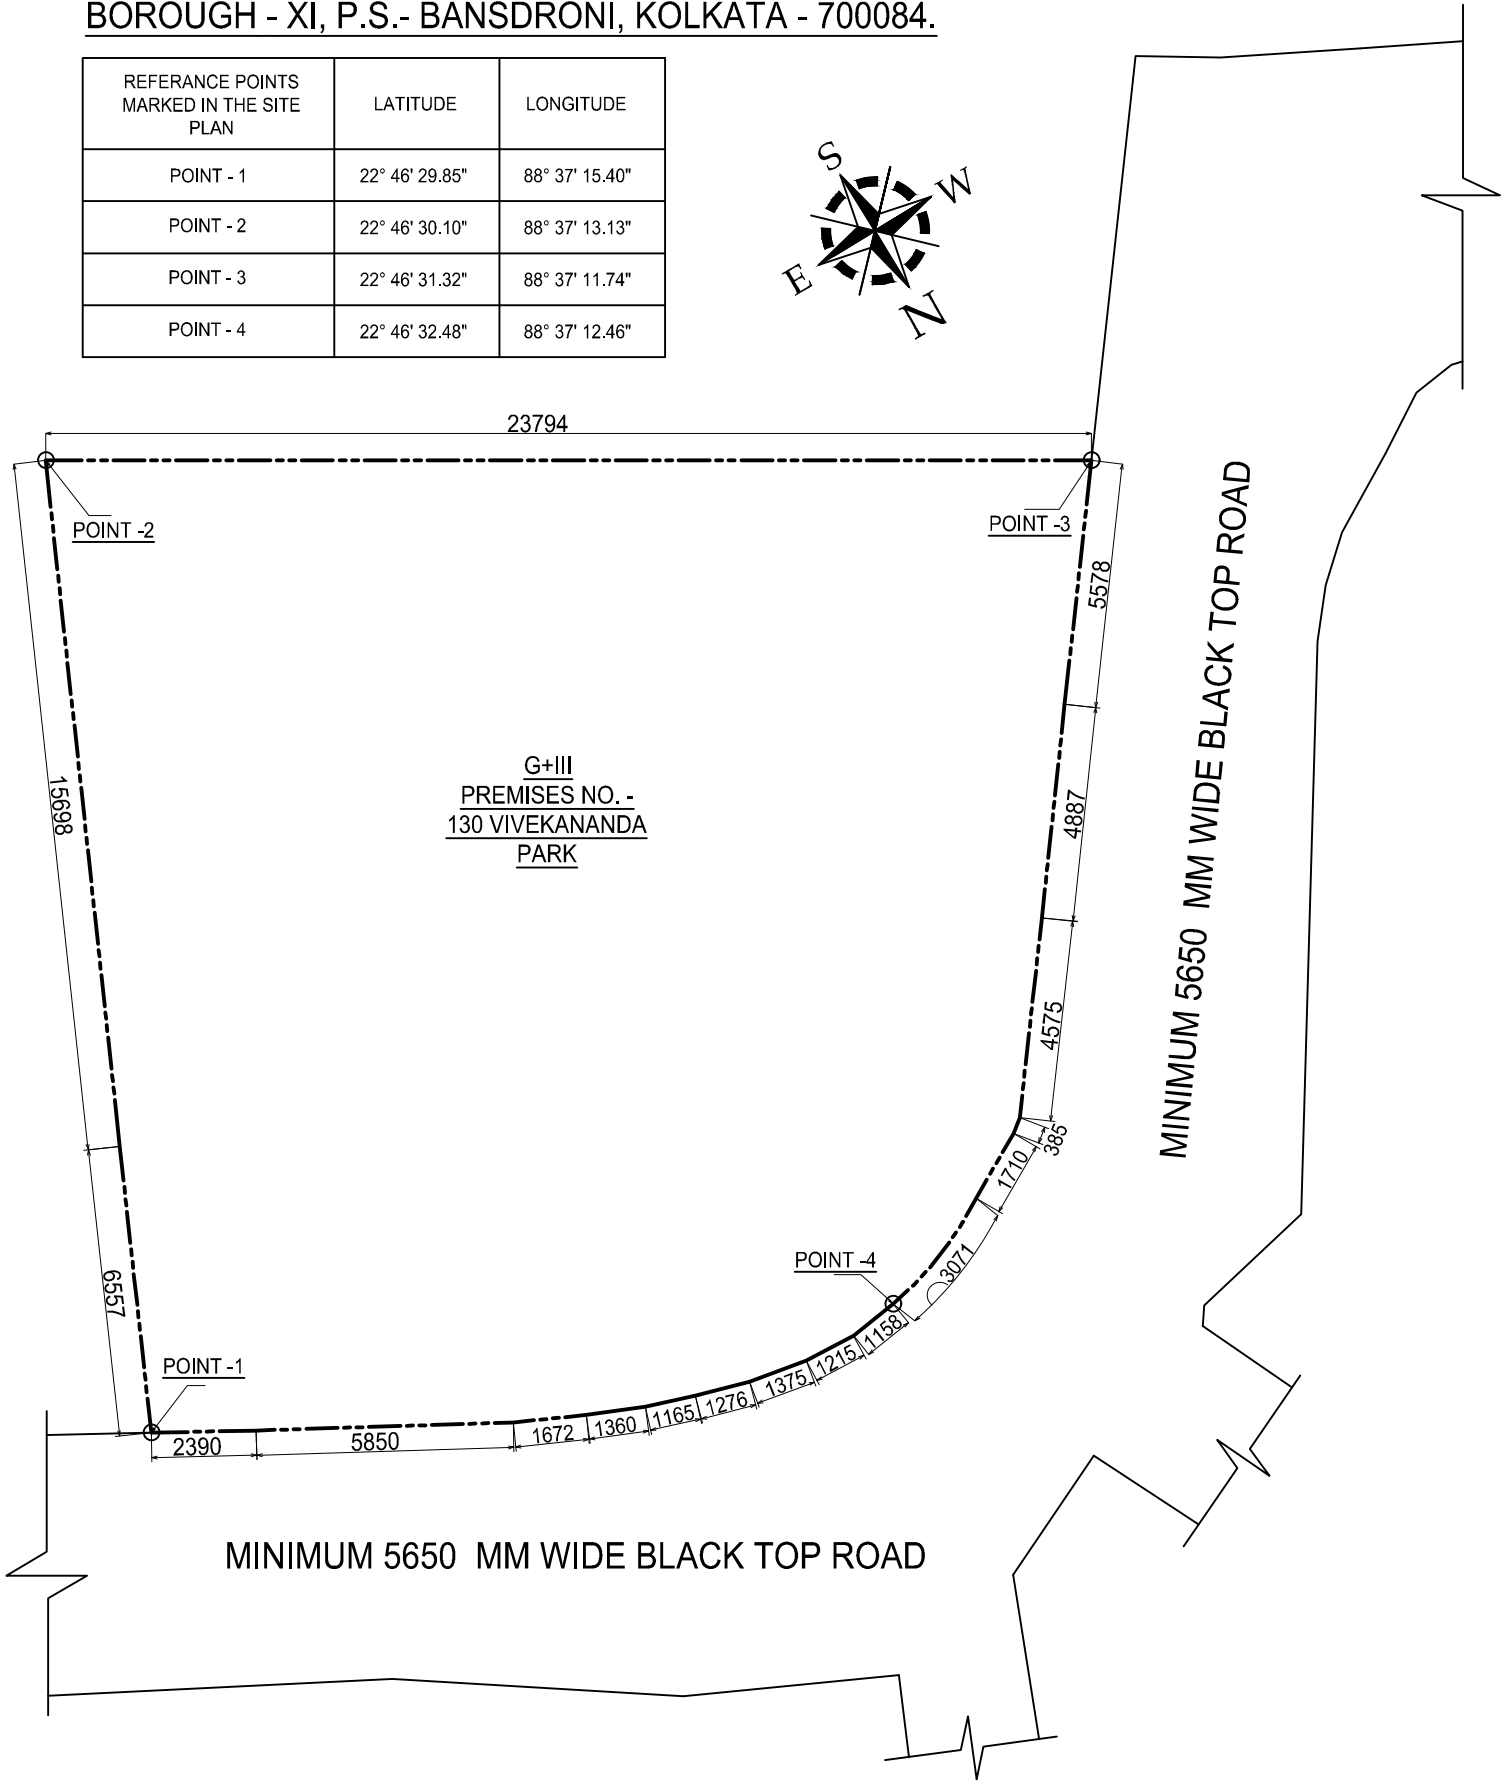 BOROUGH - XI, P.S.- BANSDRONI, KOLKATA - 700084.
REFERANCE POINTS
MARKED IN THE SITE
PLAN
LATITUDE
LONGITUDE
POINT - 1
22° 46' 29.85"
88° 37' 15.40"
POINT - 2
22° 46' 30.10"
88° 37' 13.13"
POINT - 3
22° 46' 31.32"
88° 37' 11.74"
POINT - 4
22° 46' 32.48"
88° 37' 12.46"
S
W
E
N
23794
POINT -2
POINT -3
5578
MINIMUM 5650 MM WIDE BLACK TOP ROAD
G+III
PREMISES NO. -
130 VIVEKANANDA
PARK
15698
4887
4575
385
1710
3071
POINT -4
6557
1158
POINT -1
1215
1375
1276
1165
1360
1672
5850
2390
MINIMUM 5650 MM WIDE BLACK TOP ROAD